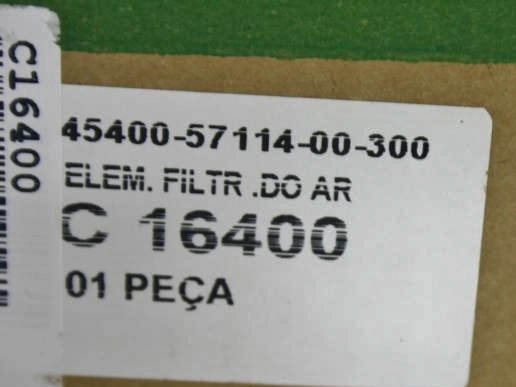 C16400
45400-57114-00-300
ELEM. FILTR .DO AR
C 16400
01 PEÇA